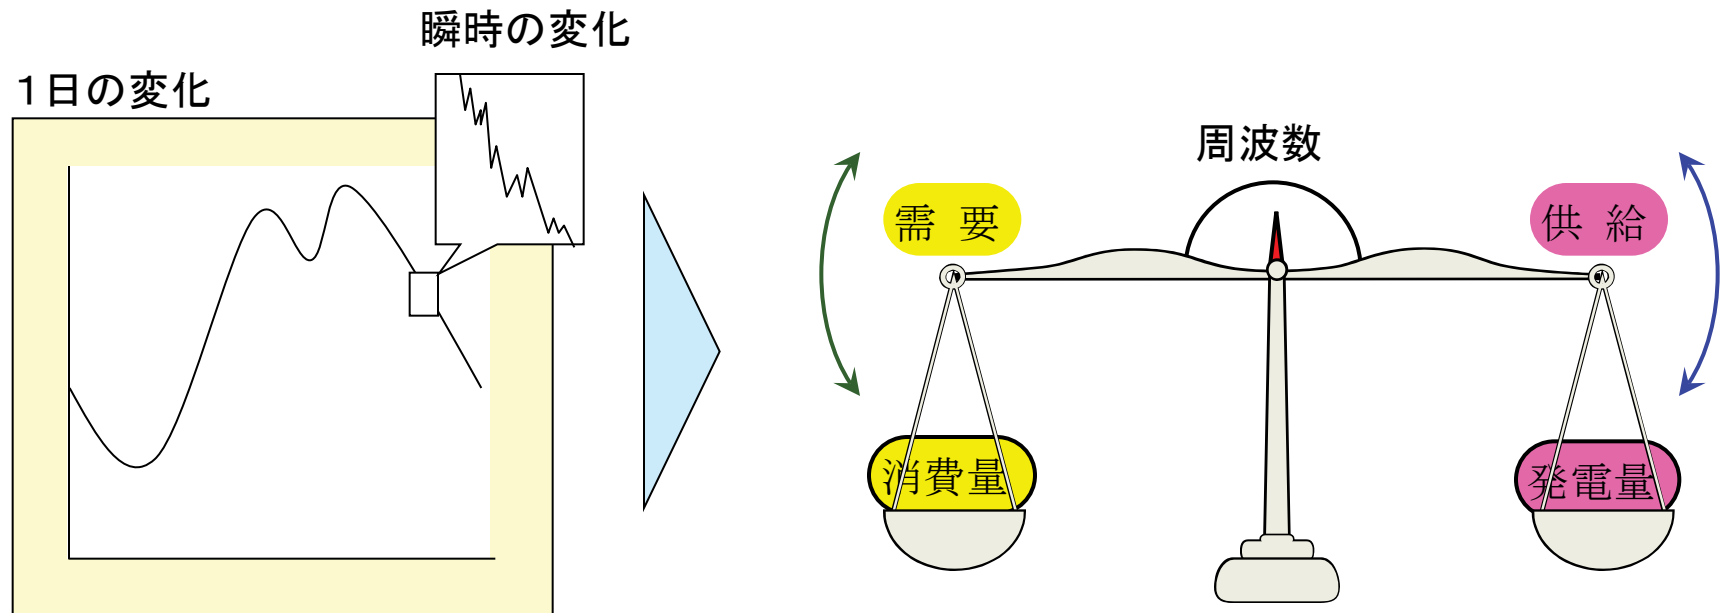 瞬時の変化
１日の変化
周波数
需 要
供 給
消費量
発電量